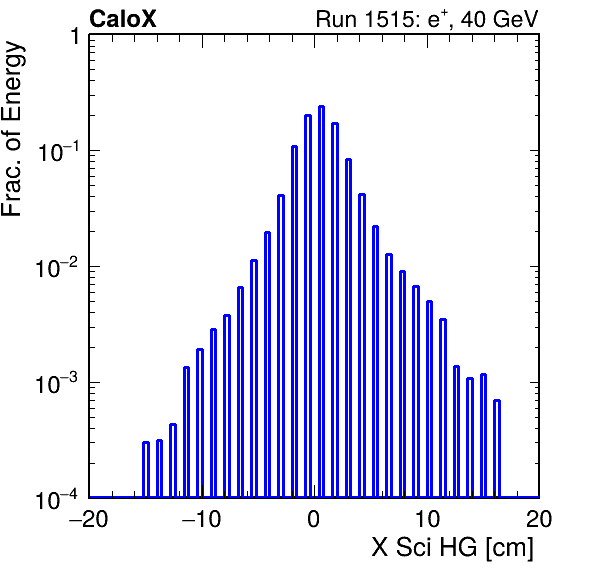 CaloX
Run 1515: e⁺, 40 GeV
Frac. of Energy
1
10⁻¹
10⁻²
10⁻³
10⁻⁴
−20
−10
0
10
20
X Sci HG [cm]